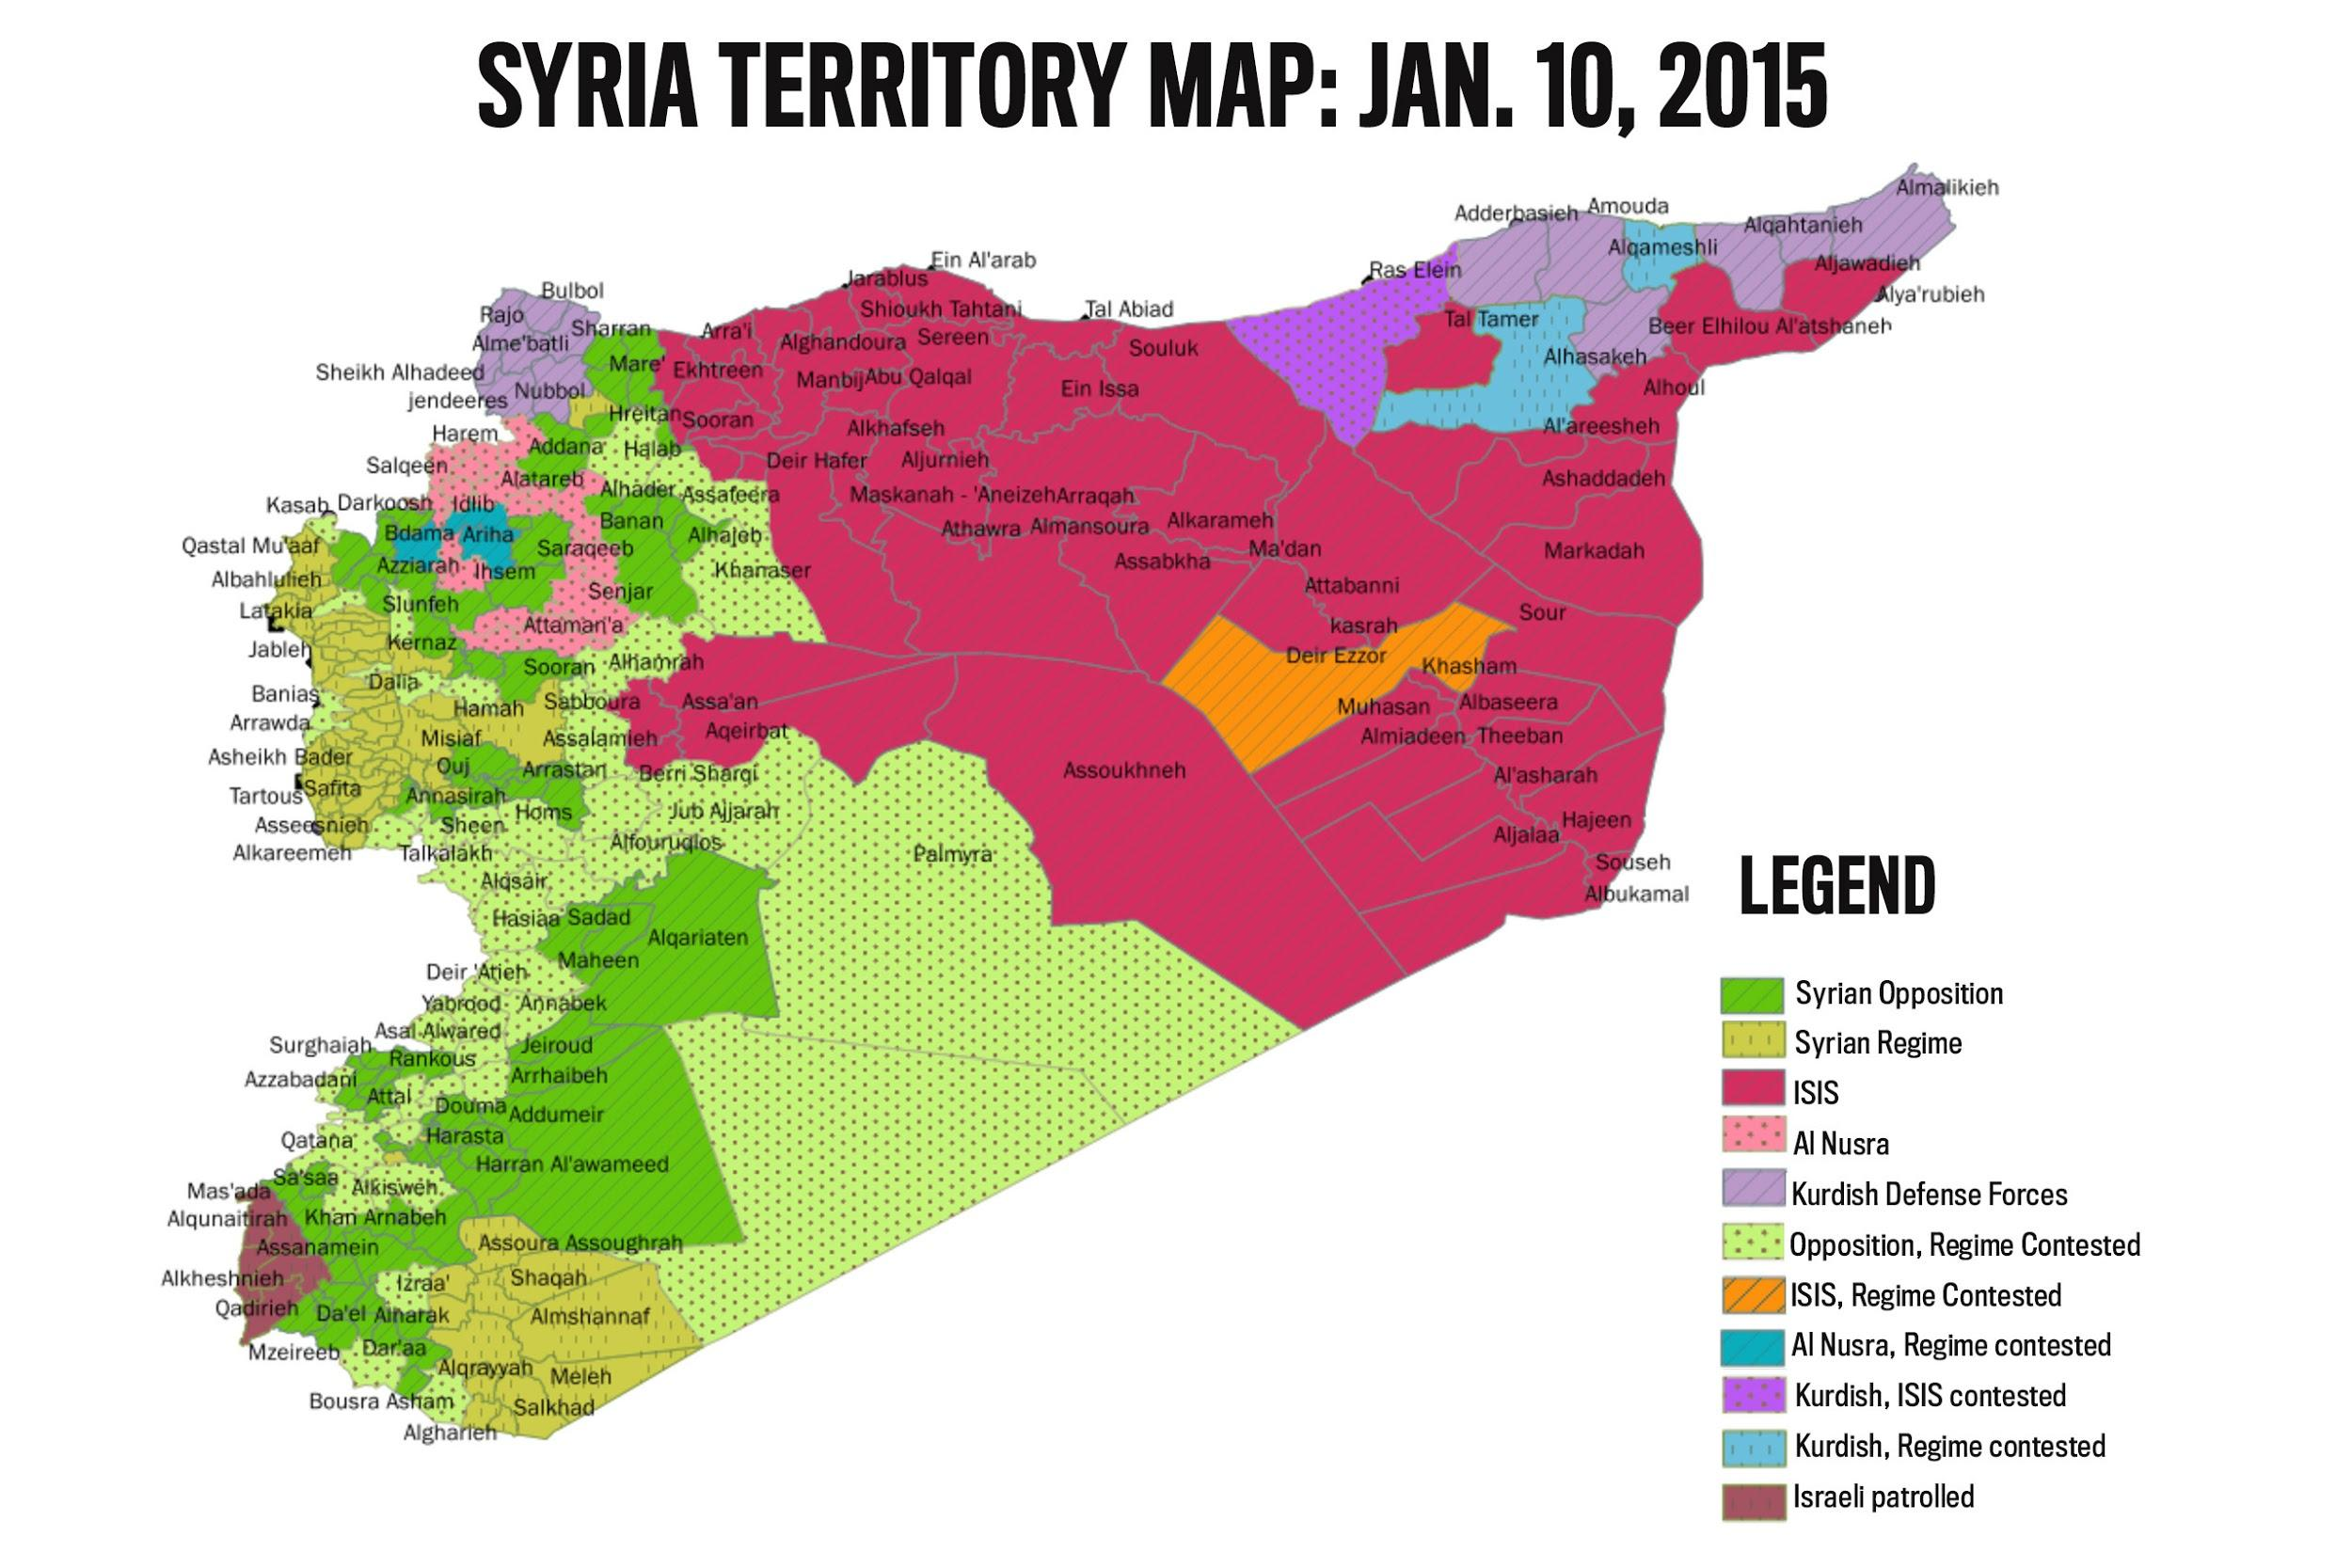 SYRIA TERRITORY MAP: JAN. 10, 2015
Almalikieh
Adderbasieh
Amouda
Alqahtanieh
Alqameshli
Ras Elein
Aljawadieh
Alya'rubieh
Ein Al'arab
Jarablus
Bulbol
Rajo
Shioukh Tahtani
Tal Abiad
Tal Tamer
Beer Elhilou Al'atshaneh
Sharran
Arra'i
Alme'batli
Alghandoura
Sereen
Souluk
Alhasakeh
Mare'
Ekhtreen
Sheikh Alhadeed
Manbij
Abu Qalqal
Ein Issa
Alhoul
Nubbol
jendeeres
Hreitan
Sooran
Alkhafseh
Al'areesheh
Harem
Addana
Halab
Deir Hafer
Aljurnieh
Salqeen
Alatareb
Alhader
Assafeera
Maskanah - 'Aneizeh
Arraqah
Ashaddadeh
Kasab
Darkoosh
Idlib
Banan
Alkarameh
Bdama
Ariha
Alhajeb
Athawra
Almansoura
Qastal Mu'aaf
Saraqeeb
Ma'dan
Markadah
Azziarah
Ihsem
Khanaser
Assabkha
Albahlulieh
Senjar
Attabanni
Latakia
Slunfeh
Attaman'a
kasrah
Sour
Jableh
Kernaz
Sooran
Alhamrah
Deir Ezzor
Khasham
Dalia
Banias
Hamah
Sabboura
Assa'an
Muhasan
Albaseera
Arrawda
Misiaf
Assalamieh
Aqeirbat
Almiadeen
Theeban
Asheikh Bader
Ouj
Arrastan
Berri Sharqi
Assoukhneh
Al'asharah
Tartous
Safita
Annasirah
Homs
Jub Ajjarah
Hajeen
Asseesnieh
Sheen
Alfouruqlos
Aljalaa
Alkareemeh
Talkalakh
Palmyra
Souseh
Alqsair
Albukamal
Hasiaa
Sadad
Alqariaten
Maheen
Deir 'Atieh
Yabrood
Annabek
Asal Alwared
Surghaiah
Rankous
Jeiroud
Azzabadani
Arrhaibeh
Attal
Douma
Addumeir
Qatana
Harasta
Harran Al'awameed
Sa'saa
Alkisweh
Mas'ada
Alqunaitirah
Khan Arnabeh
Assanamein
Assoura Assoughrah
Alkheshnieh
Izraa'
Shaqah
Qadirieh
Da'el
Ainarak
Almshannaf
Mzeireeb
Dar'aa
Alqrayyah
Meleh
Bousra Asham
Salkhad
Algharieh
LEGEND
Syrian Opposition
Syrian Regime
ISIS
Al Nusra
Kurdish Defense Forces
Opposition, Regime Contested
ISIS, Regime Contested
Al Nusra, Regime contested
Kurdish, ISIS contested
Kurdish, Regime contested
Israeli patrolled